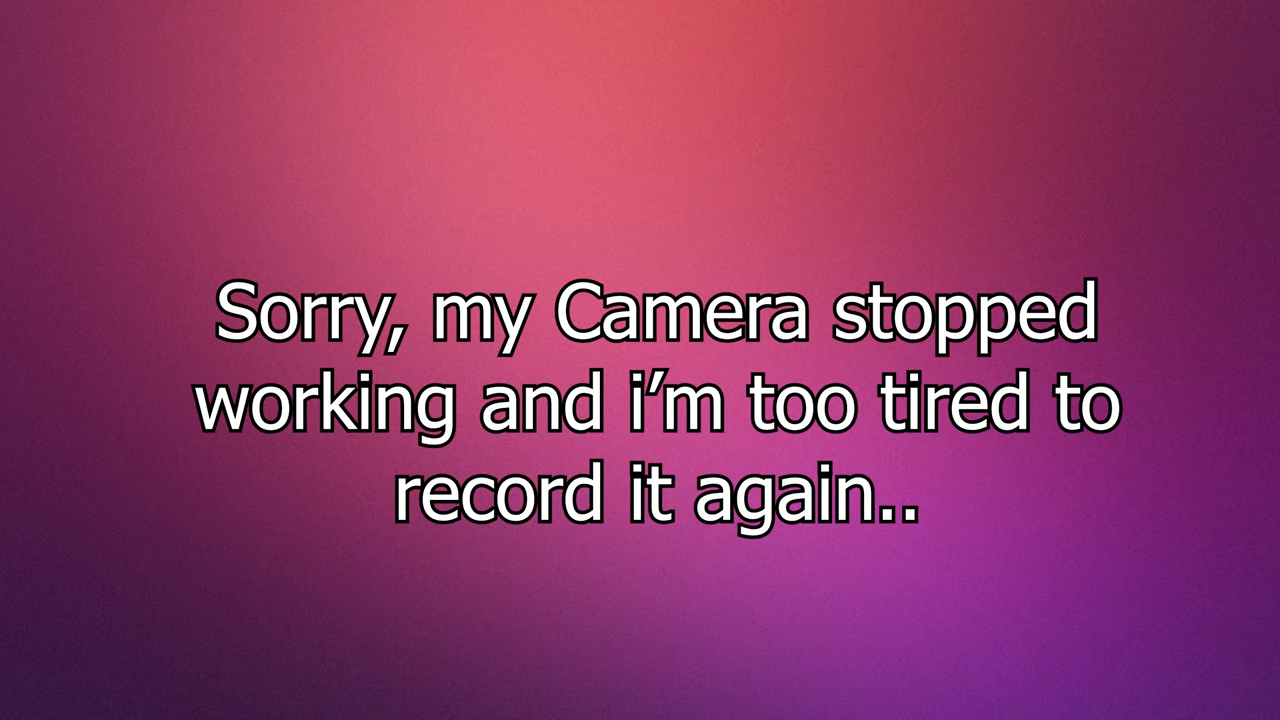 Sorry, my Camera stopped
working and i’m too tired to
record it again..